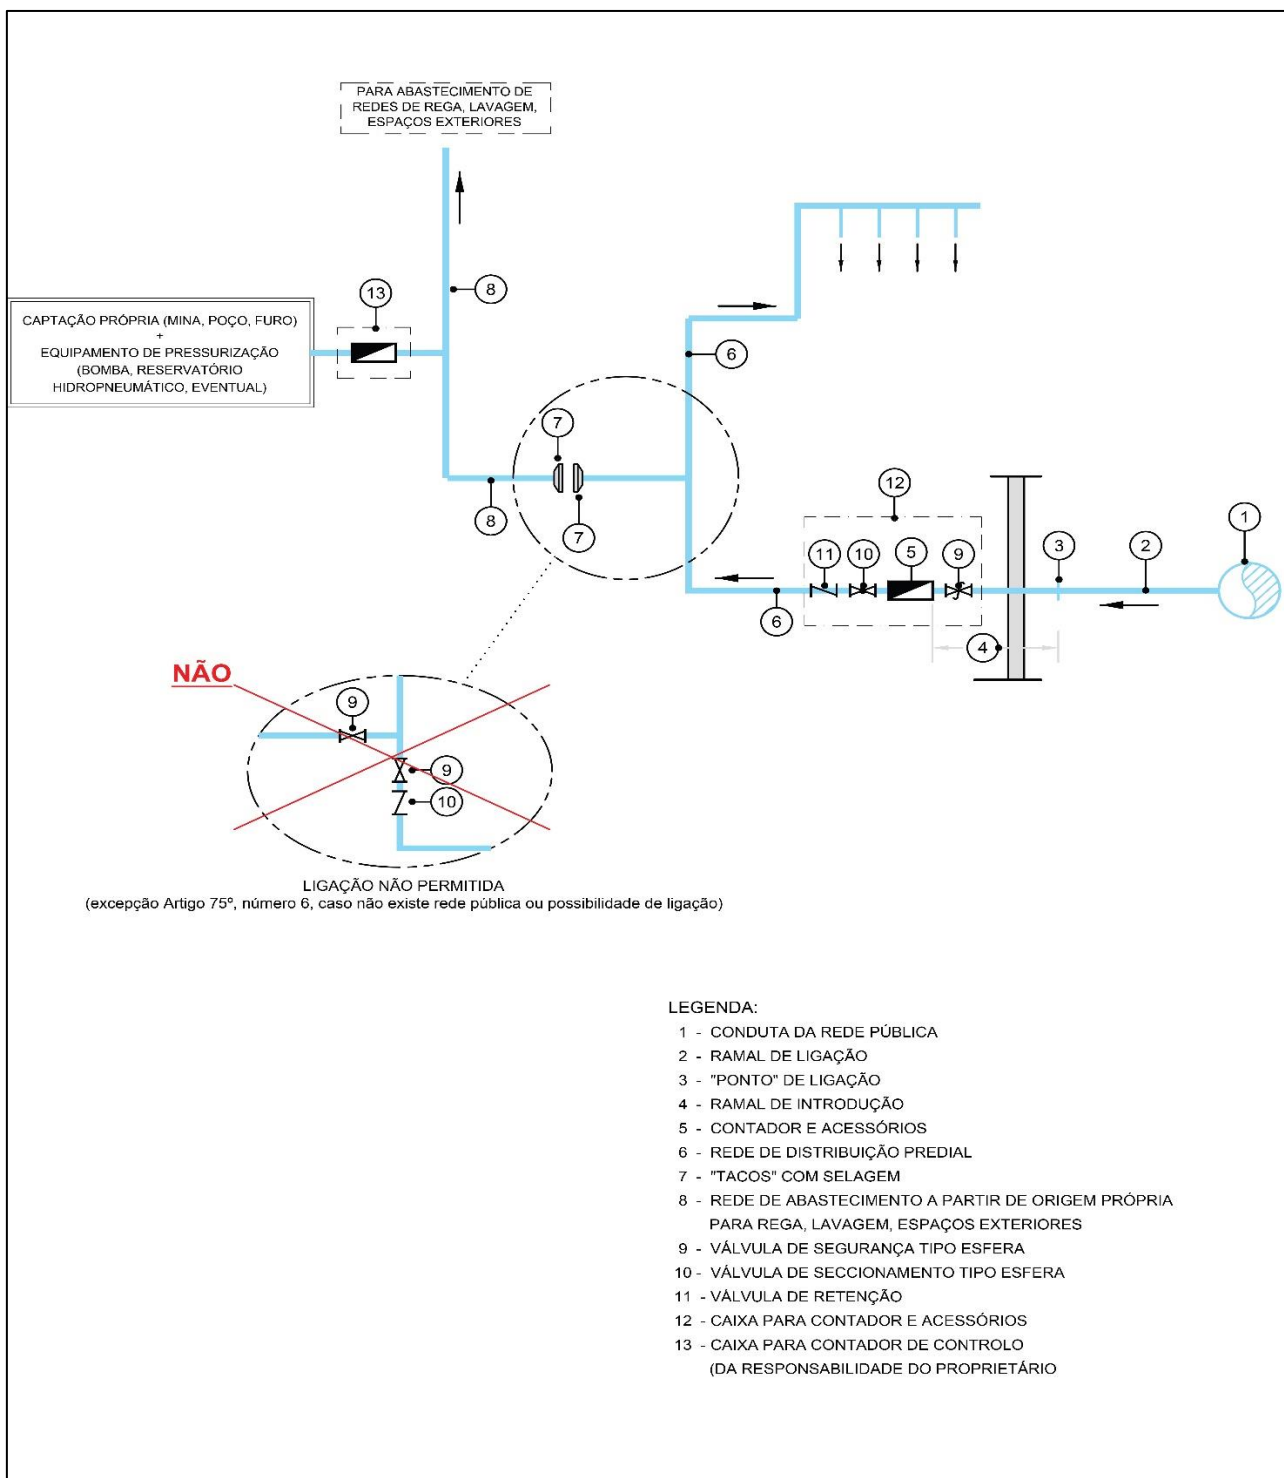 PARA ABASTECIMENTO DE
REDES DE REGA, LAVAGEM,
ESPAÇOS EXTERIORES
13
8
CAPTAÇÃO PRÓPRIA (MINA, POÇO, FURO)
+
EQUIPAMENTO DE PRESSURIZAÇÃO
(BOMBA, RESERVATÓRIO
HIDROPNEUMÁTICO, EVENTUAL)
6
7
8
7
12
1
11
10
5
9
3
2
6
4
NÃO
9
9
10
LIGAÇÃO NÃO PERMITIDA
(excepção Artigo 75º, número 6, caso não existe rede pública ou possibilidade de ligação)
LEGENDA:
1 - CONDUTA DA REDE PÚBLICA
2 - RAMAL DE LIGAÇÃO
3 - "PONTO" DE LIGAÇÃO
4 - RAMAL DE INTRODUÇÃO
5 - CONTADOR E ACESSÓRIOS
6 - REDE DE DISTRIBUIÇÃO PREDIAL
7 - "TACOS" COM SELAGEM
8 - REDE DE ABASTECIMENTO A PARTIR DE ORIGEM PRÓPRIA
PARA REGA, LAVAGEM, ESPAÇOS EXTERIORES
9 - VÁLVULA DE SEGURANÇA TIPO ESFERA
10 - VÁLVULA DE SECCIONAMENTO TIPO ESFERA
11 - VÁLVULA DE RETENÇÃO
12 - CAIXA PARA CONTADOR E ACESSÓRIOS
13 - CAIXA PARA CONTADOR DE CONTROLO
(DA RESPONSABILIDADE DO PROPRIETÁRIO